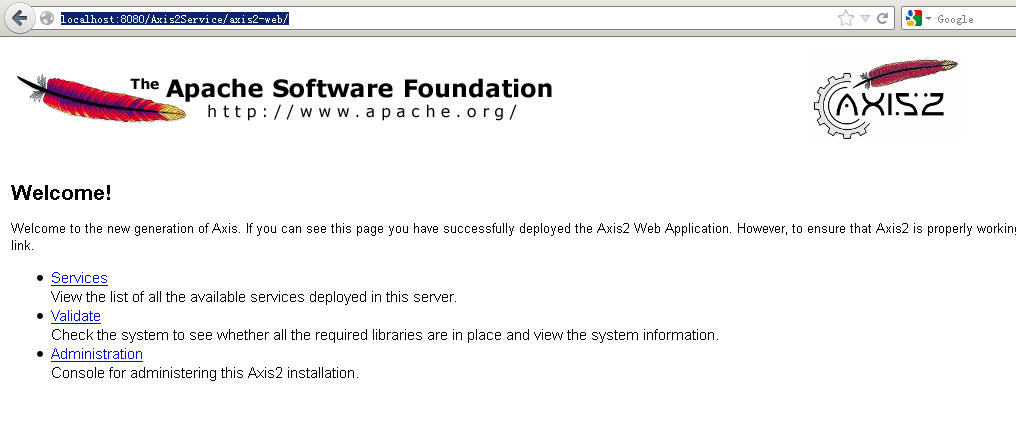 localhost:8080/Axis2Service/axis2-web/
Google
The Apache Software Foundation
http://www.apache.org/
AXIS2
Welcome!
Welcome to the new generation of Axis. If you can see this page you have successfully deployed the Axis2 Web Application. However, to ensure that Axis2 is properly working
link.
Services
View the list of all the available services deployed in this server.
Validate
Check the system to see whether all the required libraries are in place and view the system information.
Administration
Console for administering this Axis2 installation.